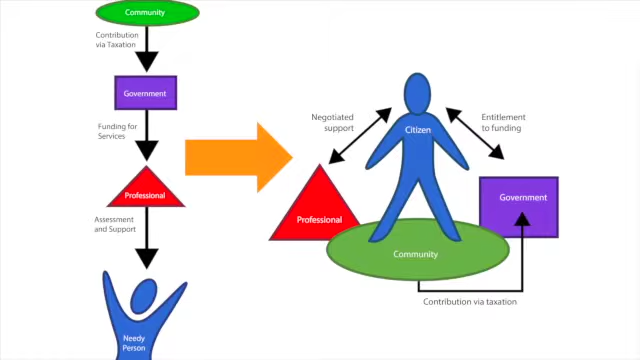 Community
Contribution
via Taxation
Government
Funding for
Services
Professional
Assessment
and Support
Needy
Person
Negotiated
support
Citizen
Entitlement
to funding
Professional
Government
Community
Contribution via taxation